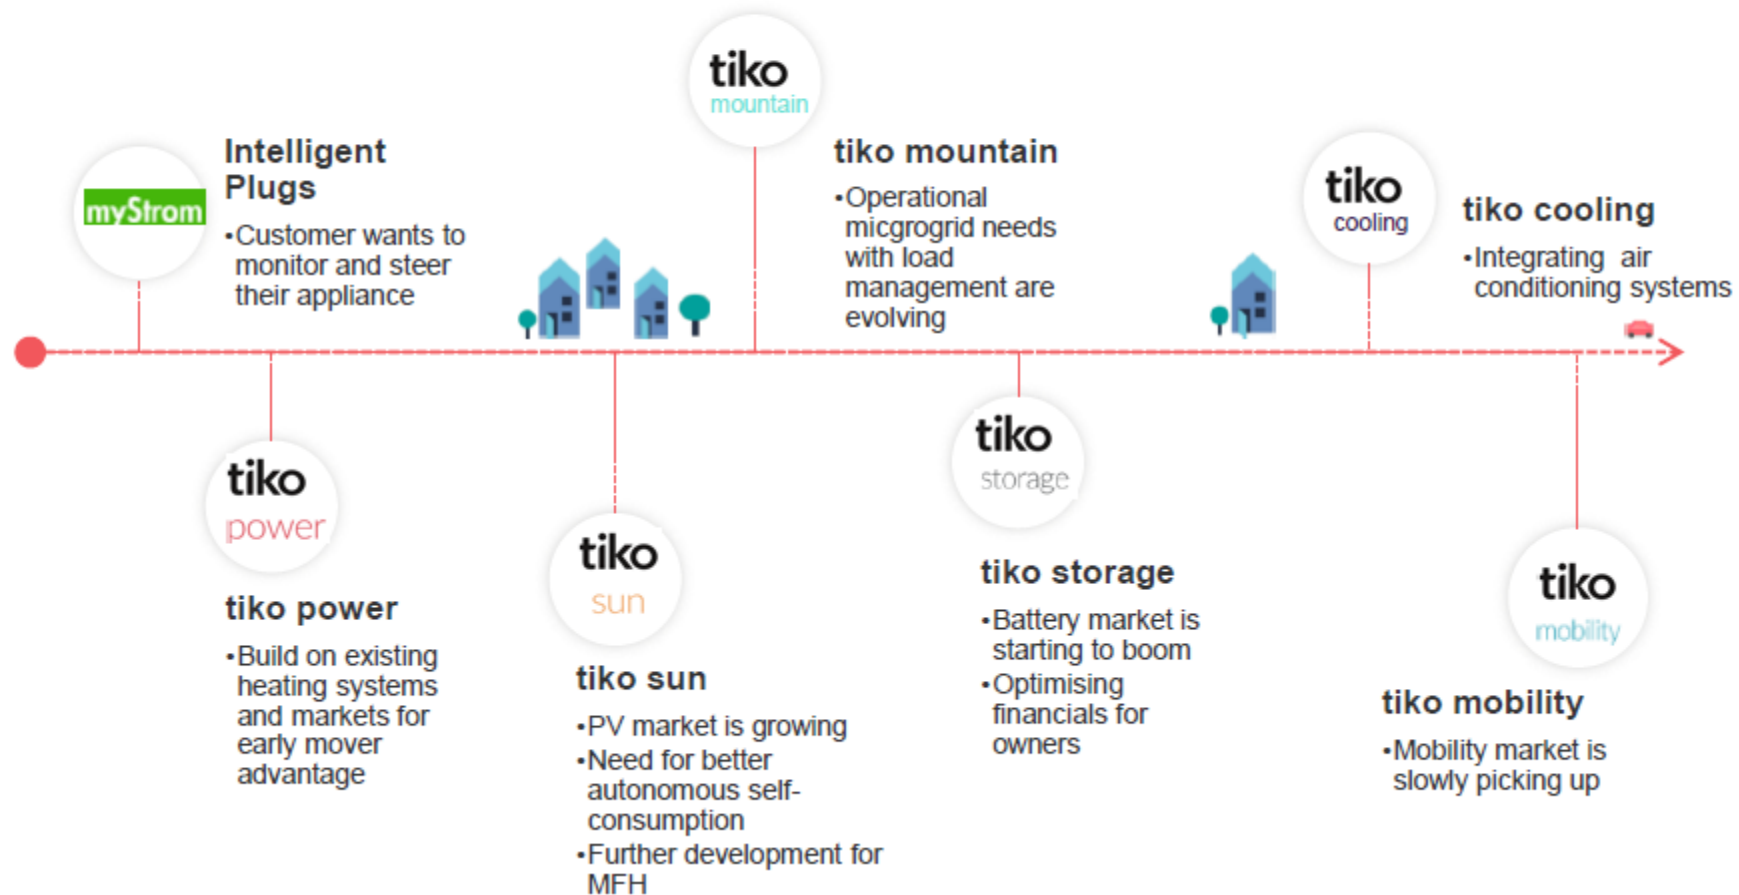 myStrom
Intelligent
Plugs
•Customer wants to
monitor and steer
their appliance
tiko
power
tiko power
•Build on existing
heating systems
and markets for
early mover
advantage
tiko
sun
tiko sun
•PV market is growing
•Need for better
autonomous self-
consumption
•Further development for
MFH
tiko
mountain
tiko mountain
•Operational
micgrogrid needs
with load
management are
evolving
tiko
storage
tiko storage
•Battery market is
starting to boom
•Optimising
financials for
owners
tiko
cooling
tiko cooling
•Integrating air
conditioning systems
tiko
mobility
tiko mobility
•Mobility market is
slowly picking up